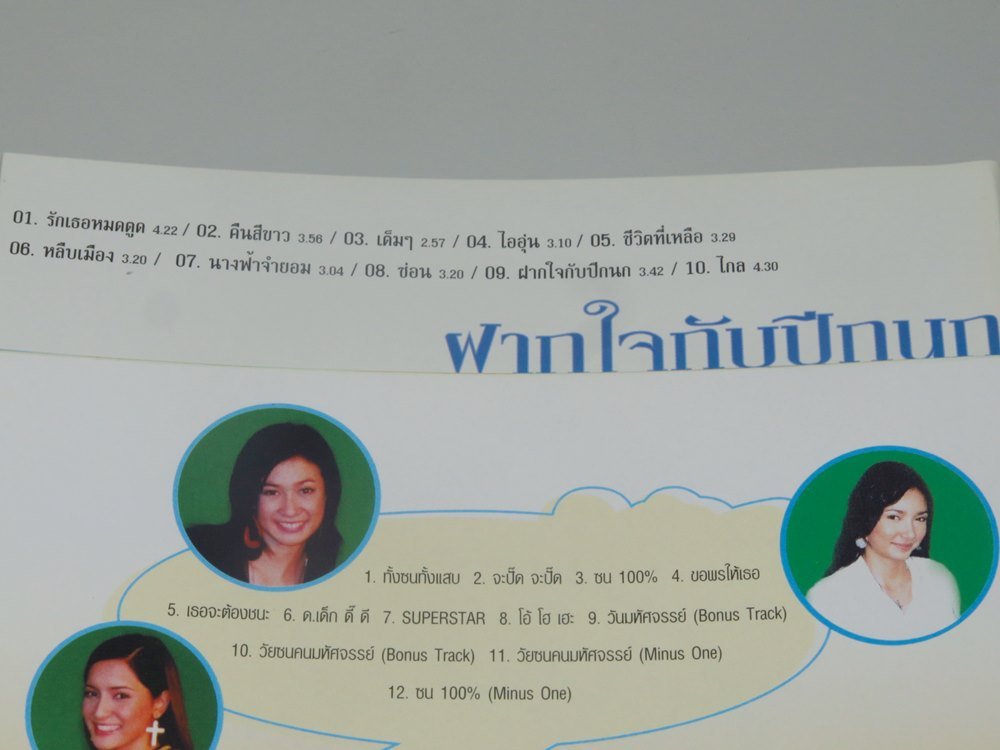 01. รักเธอหมดตูด 4.22 / 02. คืนสีขาว 3.56 / 03. เต็มๆ 2.57 / 04. ไออุ่น 3.10 / 05. ชีวิตที่เหลือ 3.29
06. หลีบเมือง 3.20 / 07. นางฟ้าจำยอม 3.04 / 08. ซ่อน 3.20 / 09. ฝากใจกับปีกนก 3.42 / 10. ไกล 4.30
ฝากใจกับปีกนก
1. ทั้งซนทั้งแสบ 2. จะปี๊ด จะปี๊ด 3. ซน 100% 4. ขอพรให้เธอ
5. เธอจะต้องชนะ 6. ด.เด็ก ดี๊ ดี 7. SUPERSTAR 8. โอ้ โฮ เฮะ 9. วันมหัศจรรย์ (Bonus Track)
10. วัยซนคนมหัศจรรย์ (Bonus Track) 11. วัยซนคนมหัศจรรย์ (Minus One)
12. ซน 100% (Minus One)